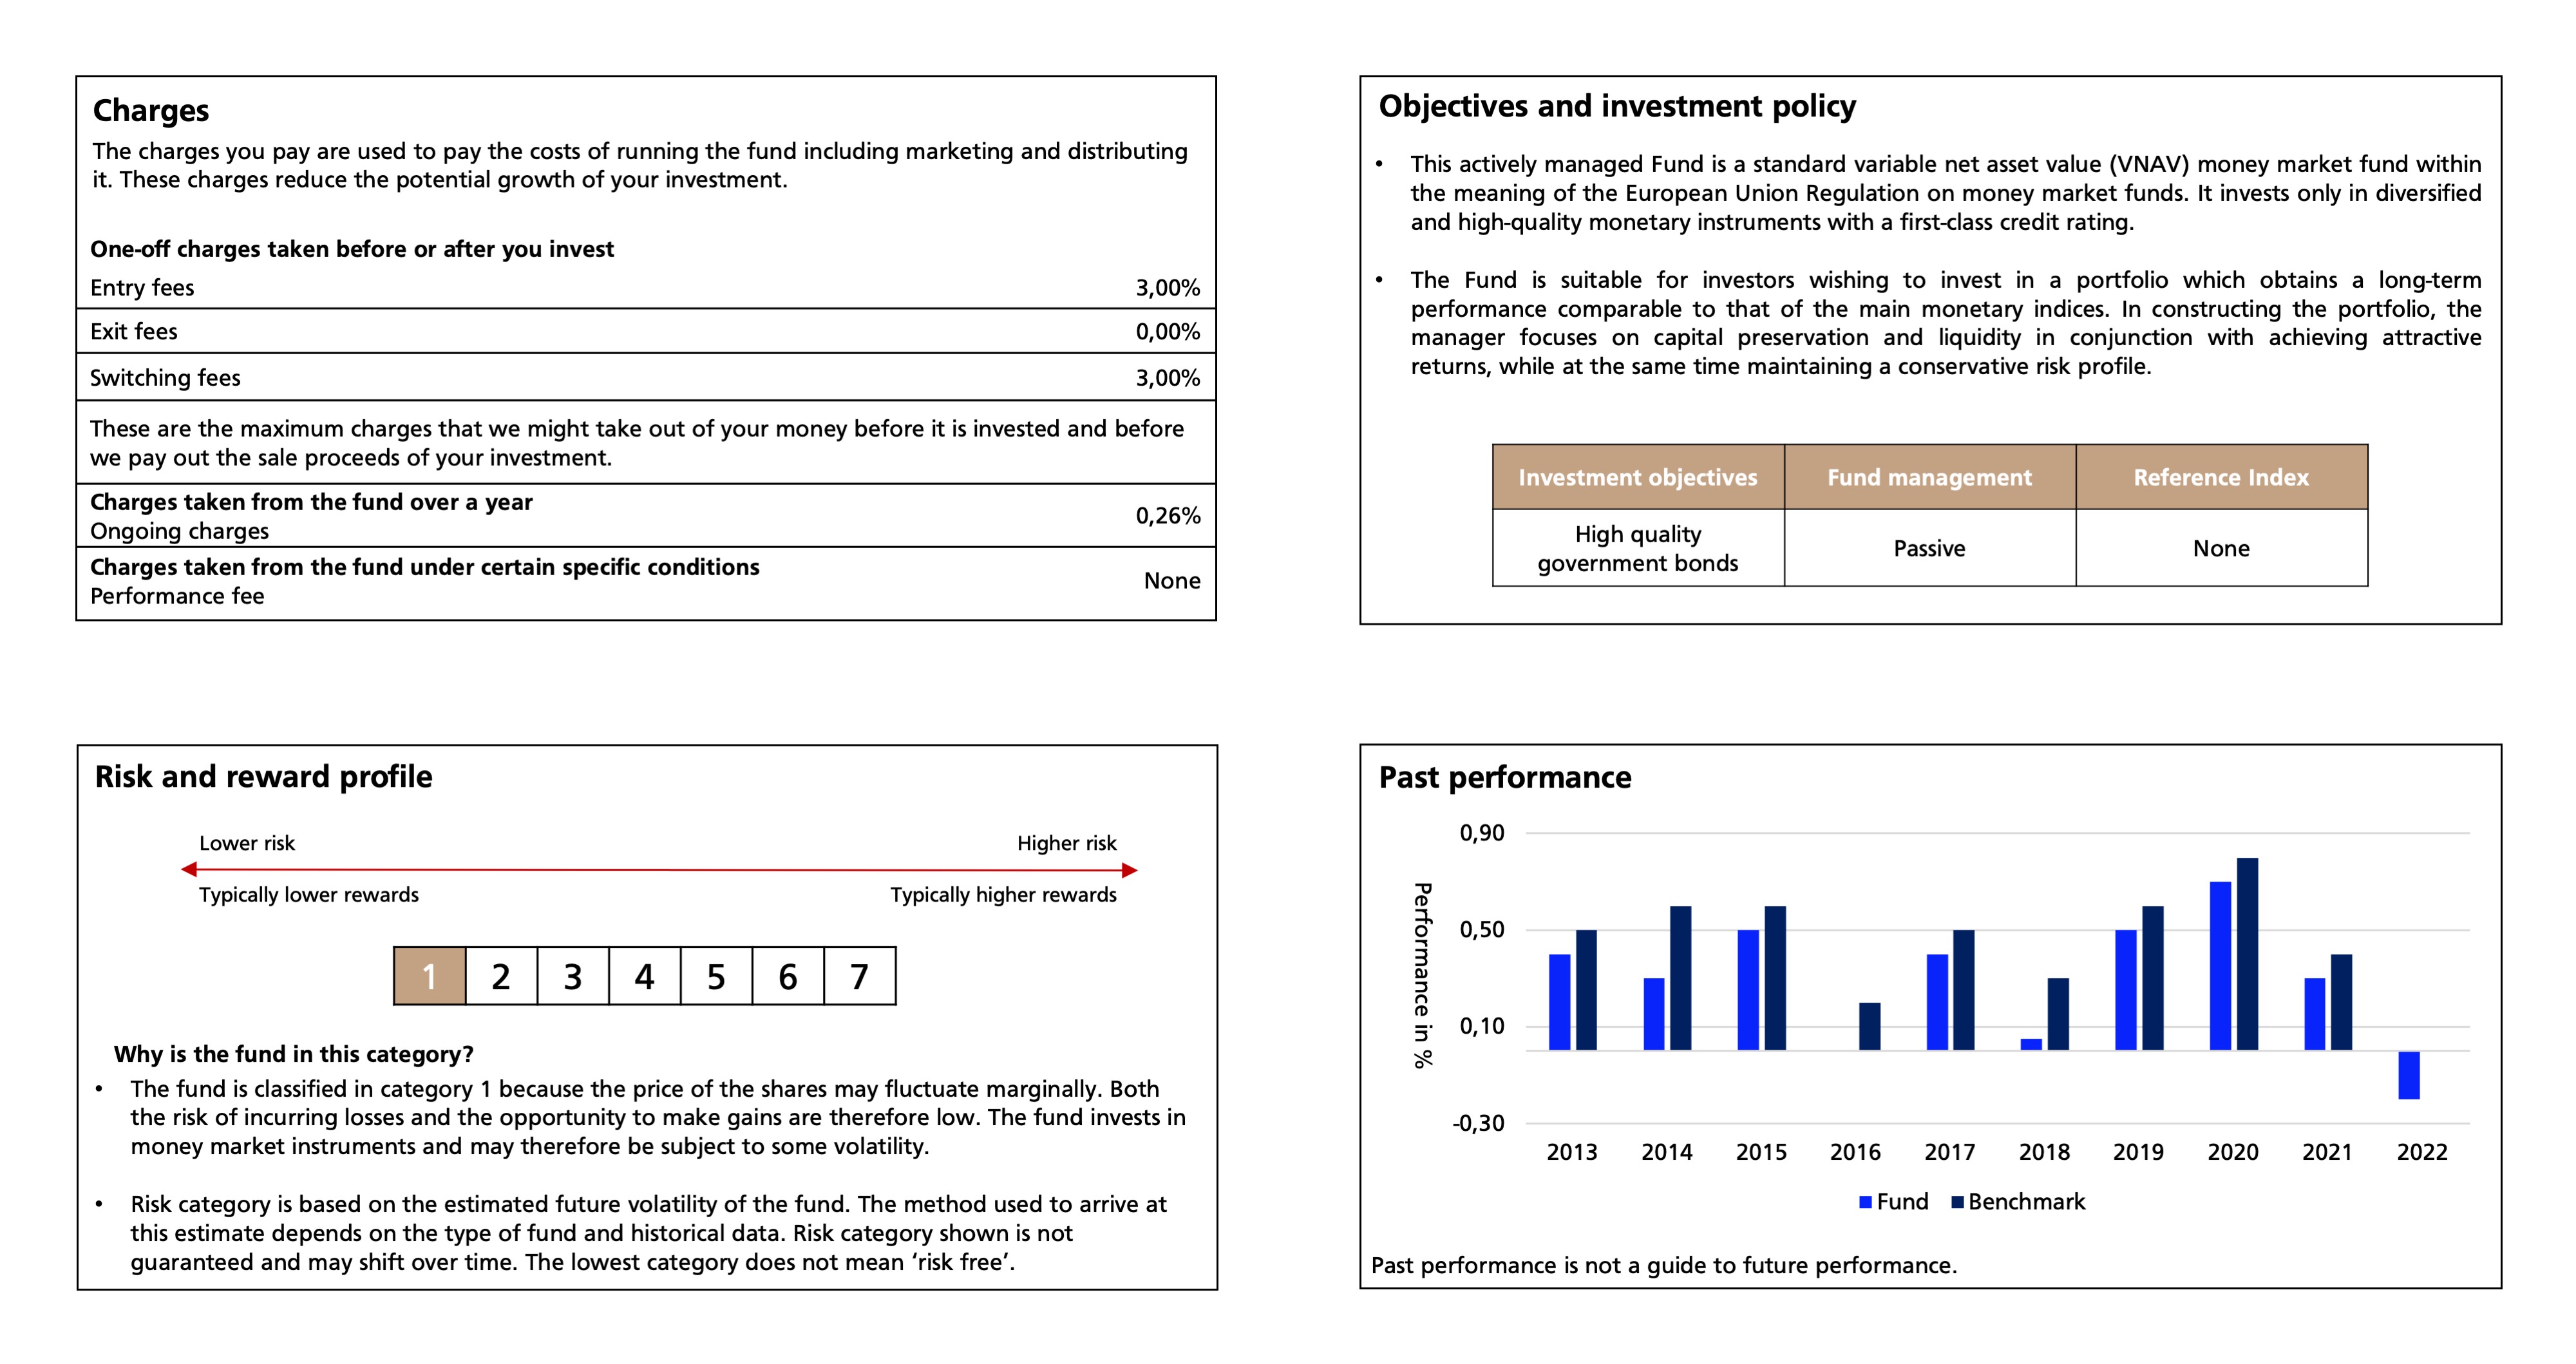 Charges
The charges you pay are used to pay the costs of running the fund including marketing and distributing
it. These charges reduce the potential growth of your investment.
One-off charges taken before or after you invest
Entry fees 3,00%
Exit fees 0,00%
Switching fees 3,00%
These are the maximum charges that we might take out of your money before it is invested and before
we pay out the sale proceeds of your investment.
Charges taken from the fund over a year
Ongoing charges 0,26%
Charges taken from the fund under certain specific conditions
Performance fee None
Objectives and investment policy
• This actively managed Fund is a standard variable net asset value (VNAV) money market fund within
the meaning of the European Union Regulation on money market funds. It invests only in diversified
and high-quality monetary instruments with a first-class credit rating.
• The Fund is suitable for investors wishing to invest in a portfolio which obtains a long-term
performance comparable to that of the main monetary indices. In constructing the portfolio, the
manager focuses on capital preservation and liquidity in conjunction with achieving attractive
returns, while at the same time maintaining a conservative risk profile.
Investment objectives Fund management Reference Index
High quality
government bonds Passive None
Risk and reward profile
Lower risk Higher risk
Typically lower rewards Typically higher rewards
1 2 3 4 5 6 7
Why is the fund in this category?
• The fund is classified in category 1 because the price of the shares may fluctuate marginally. Both
the risk of incurring losses and the opportunity to make gains are therefore low. The fund invests in
money market instruments and may therefore be subject to some volatility.
• Risk category is based on the estimated future volatility of the fund. The method used to arrive at
this estimate depends on the type of fund and historical data. Risk category shown is not
guaranteed and may shift over time. The lowest category does not mean ‘risk free’.
Past performance
Performance in %
0,90
0,50
0,10
-0,30
2013 2014 2015 2016 2017 2018 2019 2020 2021 2022
Fund Benchmark
Past performance is not a guide to future performance.